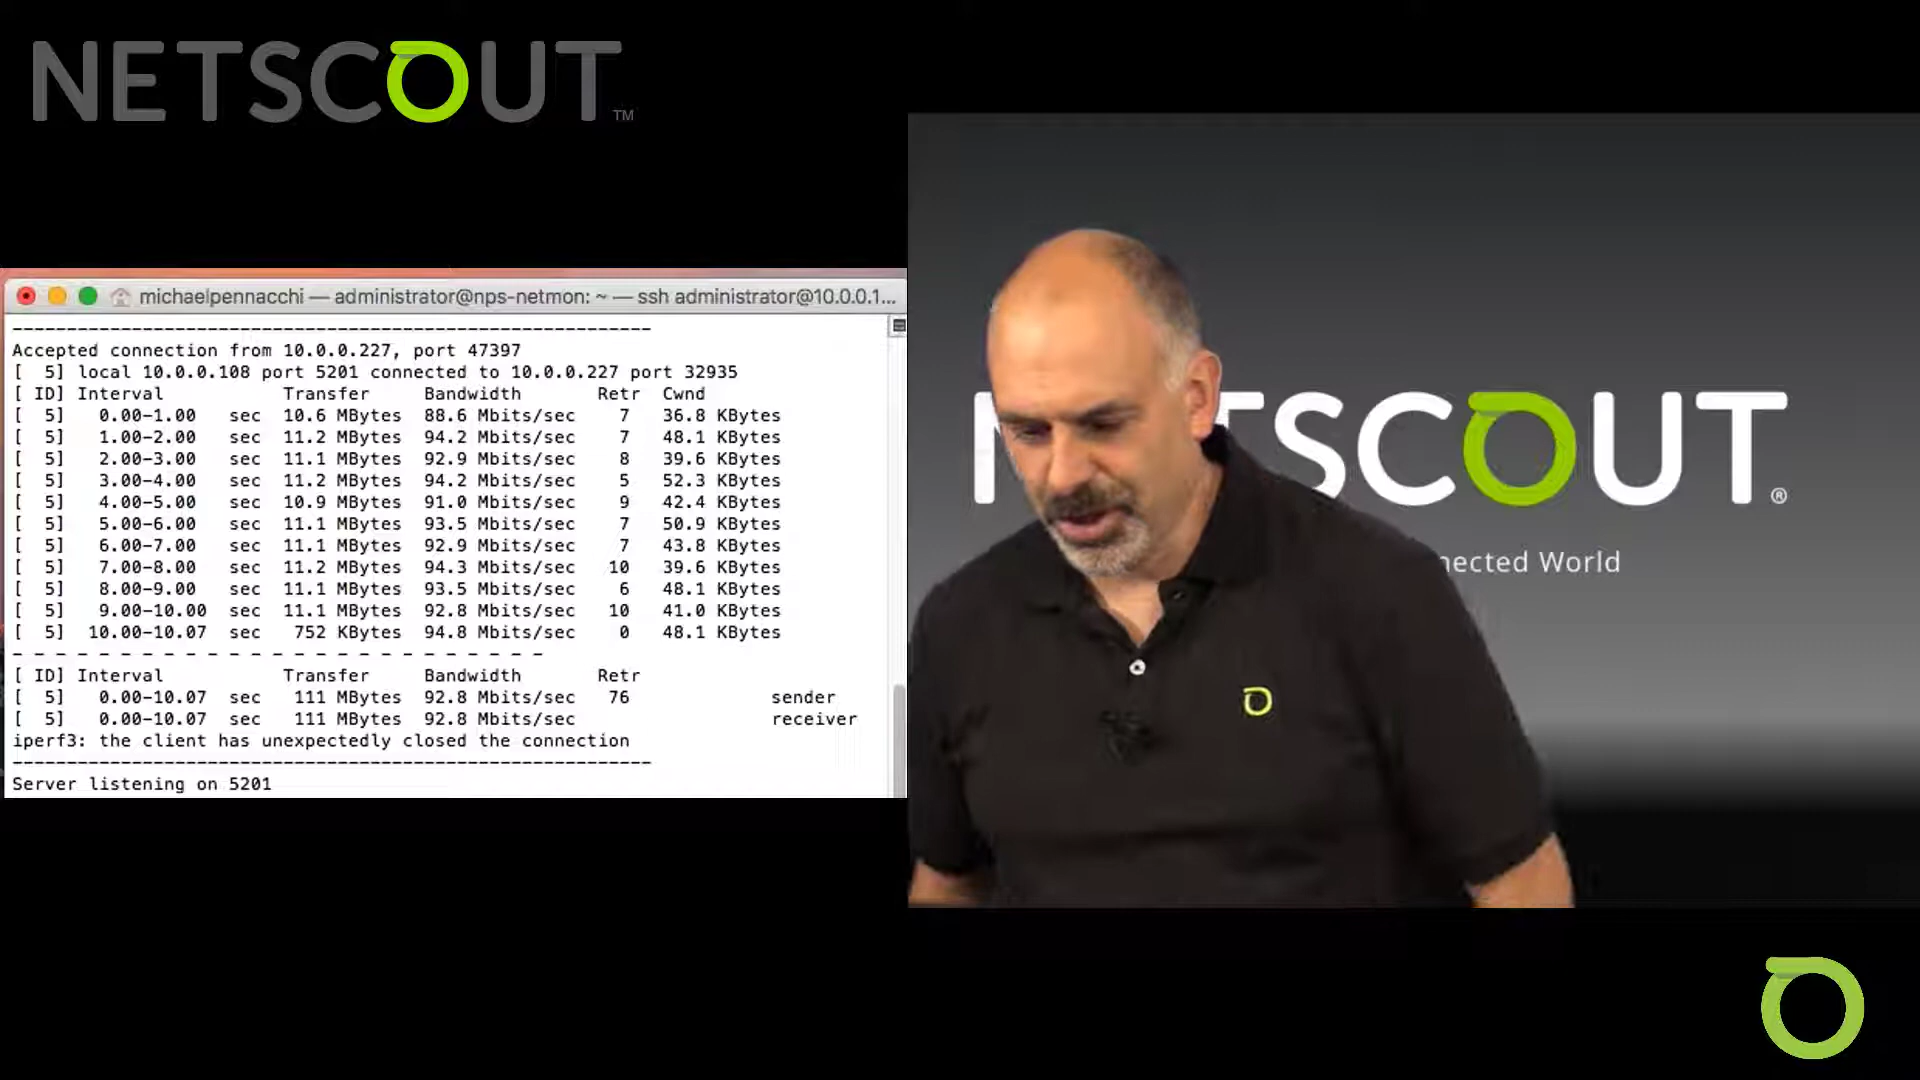 NETSCOUT™
michaelpennacchi — administrator@nps-netmon: ~ — ssh administrator@10.0.0.1...
------------------------------------------------------------
Accepted connection from 10.0.0.227, port 47397
[  5] local 10.0.0.108 port 5201 connected to 10.0.0.227 port 32935
[ ID] Interval           Transfer     Bandwidth       Retr  Cwnd
[  5]   0.00-1.00   sec  10.6 MBytes  88.6 Mbits/sec    7   36.8 KBytes
[  5]   1.00-2.00   sec  11.2 MBytes  94.2 Mbits/sec    7   48.1 KBytes
[  5]   2.00-3.00   sec  11.1 MBytes  92.9 Mbits/sec    8   39.6 KBytes
[  5]   3.00-4.00   sec  11.2 MBytes  94.2 Mbits/sec    5   52.3 KBytes
[  5]   4.00-5.00   sec  10.9 MBytes  91.0 Mbits/sec    9   42.4 KBytes
[  5]   5.00-6.00   sec  11.1 MBytes  93.5 Mbits/sec    7   50.9 KBytes
[  5]   6.00-7.00   sec  11.1 MBytes  92.9 Mbits/sec    7   43.8 KBytes
[  5]   7.00-8.00   sec  11.2 MBytes  94.3 Mbits/sec   10   39.6 KBytes
[  5]   8.00-9.00   sec  11.1 MBytes  93.5 Mbits/sec    6   48.1 KBytes
[  5]   9.00-10.00  sec  11.1 MBytes  92.8 Mbits/sec   10   41.0 KBytes
[  5]  10.00-10.07  sec   752 KBytes  94.8 Mbits/sec    0   48.1 KBytes
- - - - - - - - - - - - - - - - - - - - - - - - -
[ ID] Interval           Transfer     Bandwidth       Retr
[  5]   0.00-10.07  sec   111 MBytes  92.8 Mbits/sec   76             sender
[  5]   0.00-10.07  sec   111 MBytes  92.8 Mbits/sec                  receiver
iperf3: the client has unexpectedly closed the connection
------------------------------------------------------------
Server listening on 5201
N TSCOUT®
nected World